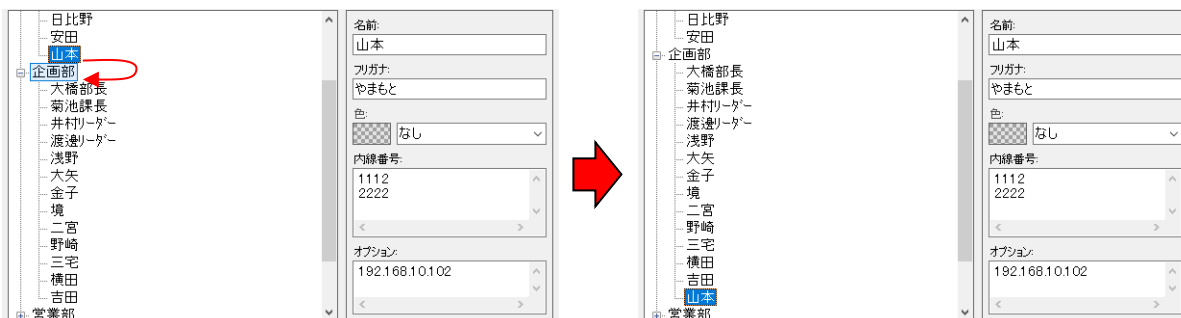 日比野
安田
山本
企画部
大橋部長
菊池課長
井村リーダー
渡邊リーダー
浅野
大矢
金子
境
二宮
野崎
三宅
横田
吉田
営業部
名前:
山本
フリガナ:
やまもと
色:
なし
内線番号:
1112
2222
オプション:
192.168.10.102
日比野
安田
企画部
大橋部長
菊池課長
井村リーダー
渡邊リーダー
浅野
大矢
金子
境
二宮
野崎
三宅
横田
吉田
山本
営業部
名前:
山本
フリガナ:
やまもと
色:
なし
内線番号:
1112
2222
オプション:
192.168.10.102